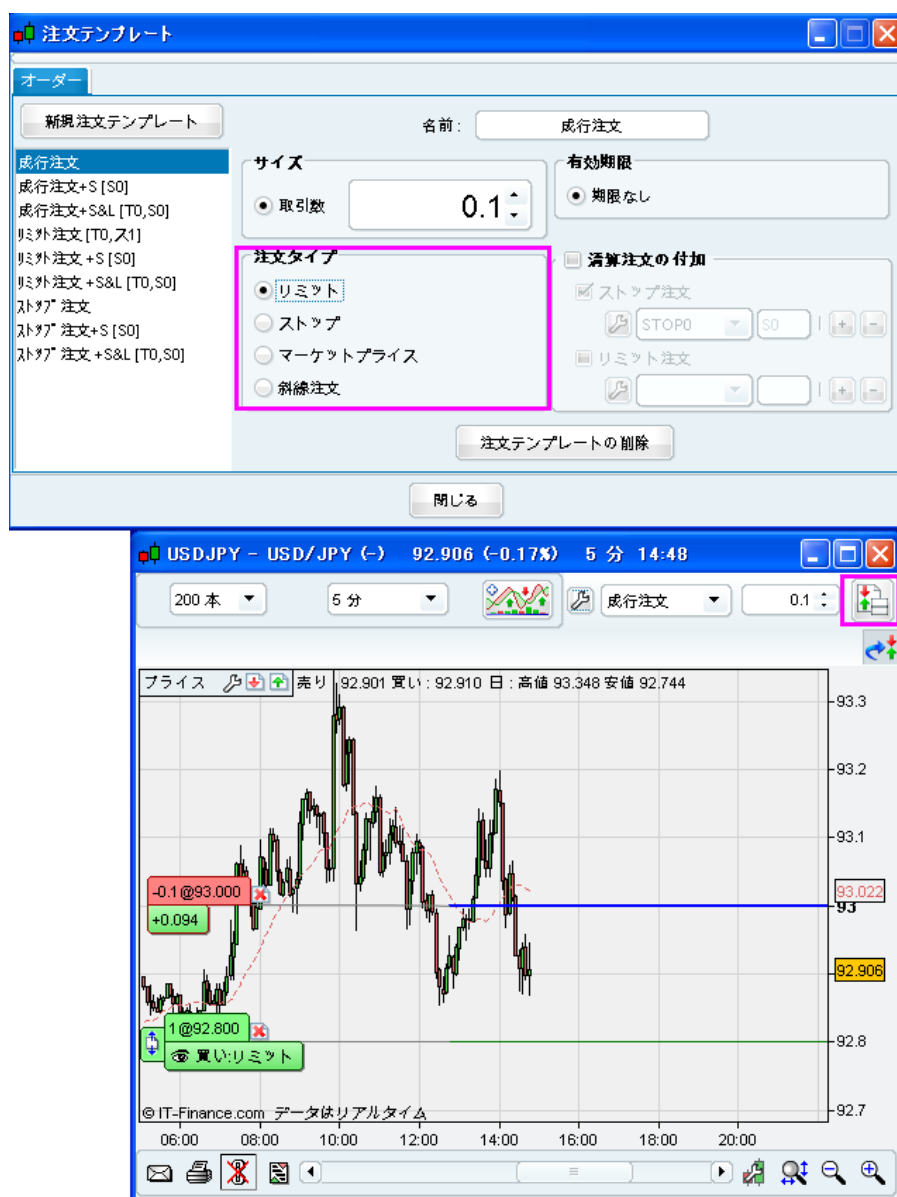 注文テンプレート
オーダー
新規注文テンプレート
名前:
成行注文
成行注文
成行注文+S [S0]
成行注文+S&L [T0,S0]
リミット注文 [T0,ス1]
リミット注文 +S [S0]
リミット注文 +S&L [T0,S0]
ストップ 注文
ストップ 注文+S [S0]
ストップ 注文 +S&L [T0,S0]
サイズ
取引数
0.1
有効期限
期限なし
注文タイプ
リミット
ストップ
マーケットプライス
斜線注文
清算注文の付加
ストップ注文
STOP0
S0
リミット注文
注文テンプレートの削除
閉じる
USDJPY - USD/JPY (-) 92.906 (-0.17%) 5 分 14:48
200 本
5 分
成行注文
0.1
プライス
売り : 92.901 買い : 92.910 日 : 高値 93.348 安値 92.744
93.3
93.2
93.1
93.022
93
92.906
92.8
92.7
-0.1@93.000
+0.094
1@92.800
買い:リミット
© IT-Finance.com データはリアルタイム
06:00 08:00 10:00 12:00 14:00 16:00 18:00 20:00